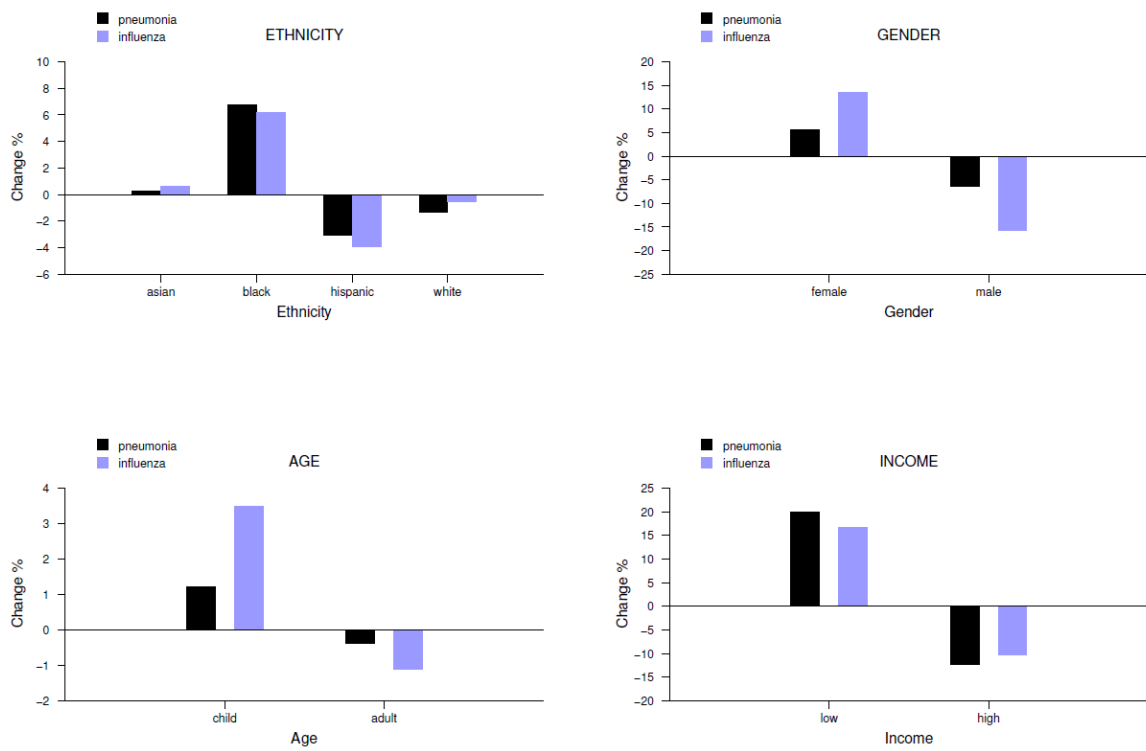 pneumonia
influenza
ETHNICITY
10
8
6
4
2
0
−2
−4
−6
Change %
asian black hispanic white
Ethnicity
pneumonia
influenza
GENDER
20
15
10
5
0
−5
−10
−15
−20
−25
Change %
female male
Gender
pneumonia
influenza
AGE
4
3
2
1
0
−1
−2
Change %
child adult
Age
pneumonia
influenza
INCOME
25
20
15
10
5
0
−5
−10
−15
−20
Change %
low high
Income